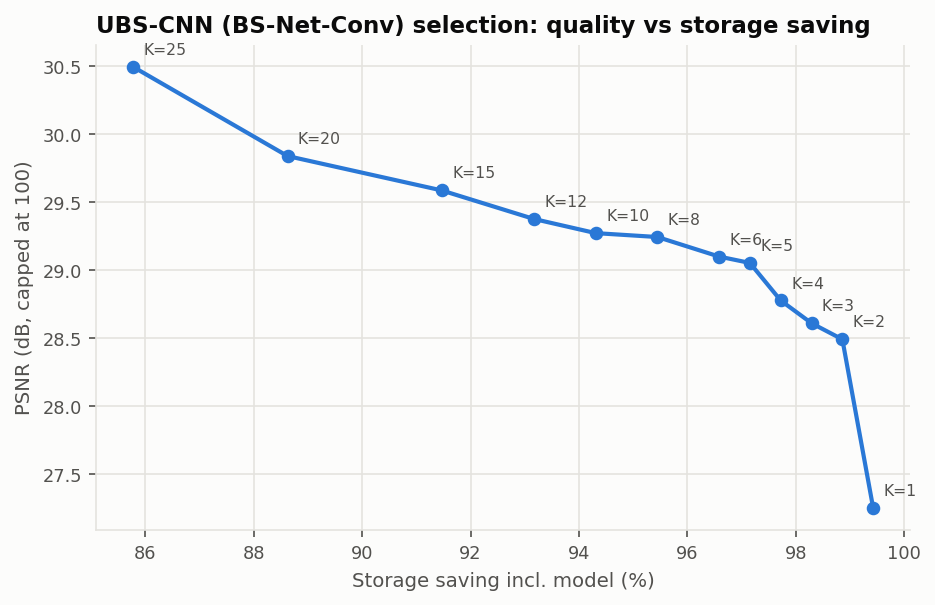 UBS-CNN (BS-Net-Conv) selection: quality vs storage saving
PSNR (dB, capped at 100)
30.5
30.0
29.5
29.0
28.5
28.0
27.5
K=25
K=20
K=15
K=12
K=10
K=8
K=6
K=5
K=4
K=3
K=2
K=1
86
88
90
92
94
96
98
100
Storage saving incl. model (%)